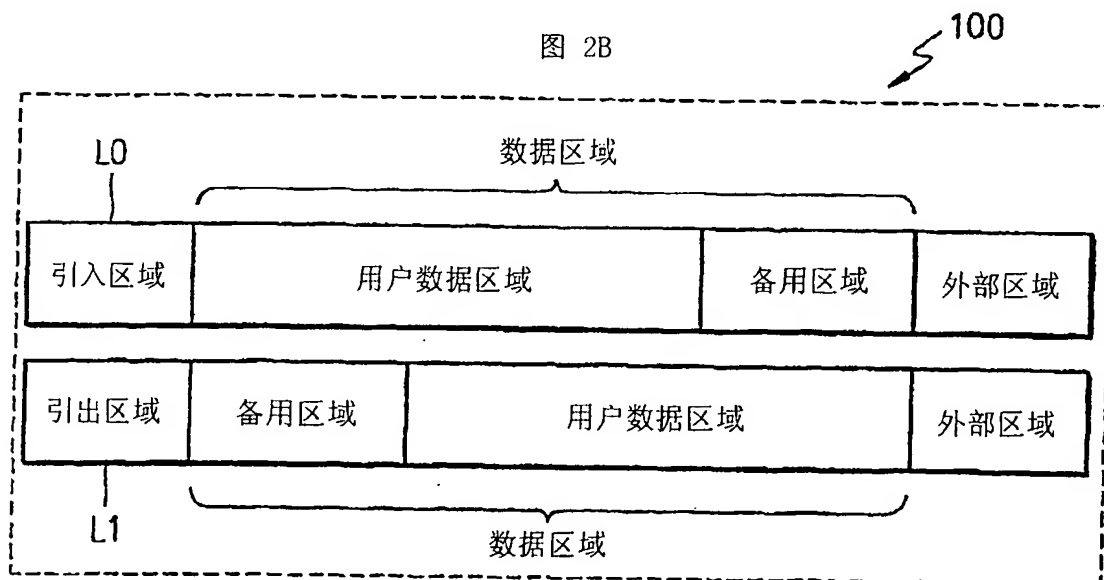 图 2B
100
L0
数据区域
引入区域 用户数据区域 备用区域 外部区域
引出区域 备用区域 用户数据区域 外部区域
L1
数据区域